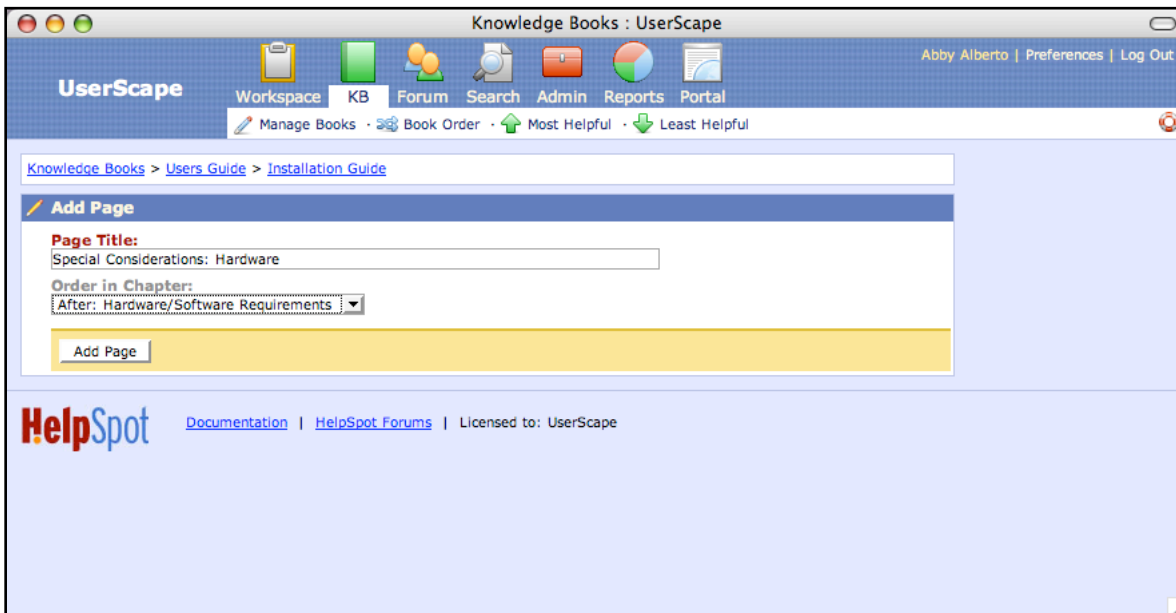 Knowledge Books : UserScape
Abby Alberto | Preferences | Log Out
UserScape
Workspace KB Forum Search Admin Reports Portal
Manage Books · Book Order · Most Helpful · Least Helpful
Knowledge Books > Users Guide > Installation Guide
Add Page
Page Title:
Special Considerations: Hardware
Order in Chapter:
After: Hardware/Software Requirements
Add Page
HelpSpot Documentation | HelpSpot Forums | Licensed to: UserScape